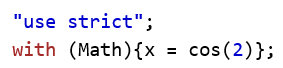 "use strict";
with (Math){x = cos(2)};